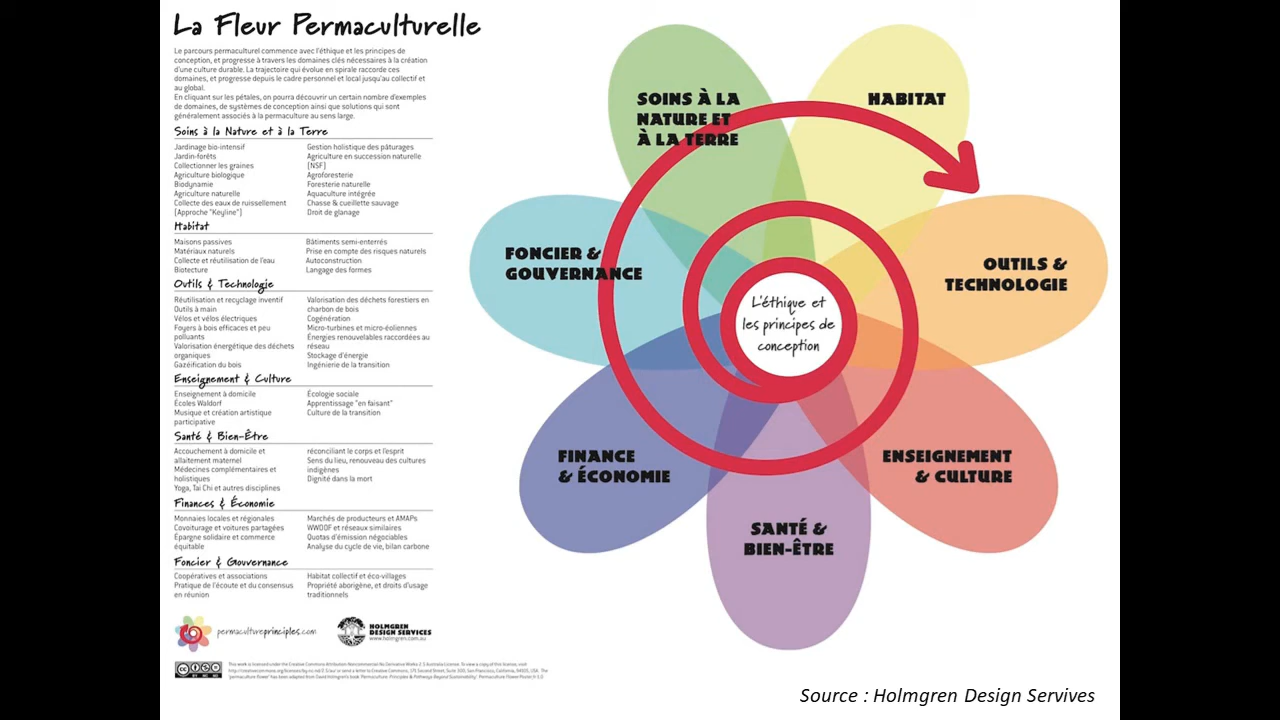 La Fleur Permaculturelle
Le parcours permaculturel commence avec l'éthique et les principes de
conception, et progresse à travers les domaines clés nécessaires à la création
d'une culture durable. La trajectoire qui évolue en spirale raccorde ces
domaines, et progresse depuis le cadre personnel et local jusqu'au collectif et
au global.
En cliquant sur les pétales, on pourra découvrir un certain nombre d'exemples
de domaines, de systèmes de conception ainsi que solutions qui sont
généralement associés à la permaculture au sens large.
Soins à la Nature et à la Terre
Jardinage bio-intensif
Jardin-forêts
Collectionner les graines
Agriculture biologique
Biodynamie
Agriculture naturelle
Collecte des eaux de ruissellement
(Approche "Keyline")
Gestion holistique des pâturages
Agriculture en succession naturelle
(NSF)
Agroforesterie
Foresterie naturelle
Aquaculture intégrée
Chasse & cueillette sauvage
Droit de glanage
Habitat
Maisons passives
Matériaux naturels
Collecte et réutilisation de l'eau
Biotecture
Bâtiments semi-enterrés
Prise en compte des risques naturels
Autoconstruction
Langage des formes
Outils & Technologie
Réutilisation et recyclage inventif
Outils à main
Vélos et vélos électriques
Foyers à bois efficaces et peu
polluants
Valorisation énergétique des déchets
organiques
Gazéification du bois
Valorisation des déchets forestiers en
charbon de bois
Cogénération
Micro-turbines et micro-éoliennes
Énergies renouvelables raccordées au
réseau
Stockage d'énergie
Ingénierie de la transition
Enseignement & Culture
Enseignement à domicile
Écoles Waldorf
Musique et création artistique
participative
Écologie sociale
Apprentissage "en faisant"
Culture de la transition
Santé & Bien-Être
Accouchement à domicile et
allaitement maternel
Médecines complémentaires et
holistiques
Yoga, Tai Chi et autres disciplines
réconciliant le corps et l'esprit
Sens du lieu, renouveau des cultures
indigènes
Dignité dans la mort
Finances & Économie
Monnaies locales et régionales
Covoiturage et voitures partagées
Épargne solidaire et commerce
équitable
Marchés de producteurs et AMAPs
WWOOF et réseaux similaires
Quotas d'émission négociables
Analyse du cycle de vie, bilan carbone
Foncier & Gouvernance
Coopératives et associations
Pratique de l'écoute et du consensus
en réunion
Habitat collectif et éco-villages
Propriété aborigène, et droits d'usage
traditionnels
permacultureprinciples.com
HOLMGREN
DESIGN SERVICES
www.holmgren.com.au
SOINS À LA
NATURE ET
À LA TERRE
HABITAT
FONCIER &
GOUVERNANCE
OUTILS &
TECHNOLOGIE
L'éthique et
les principes de
conception
FINANCE
& ÉCONOMIE
ENSEIGNEMENT
& CULTURE
SANTÉ &
BIEN-ÊTRE
Source : Holmgren Design Servives